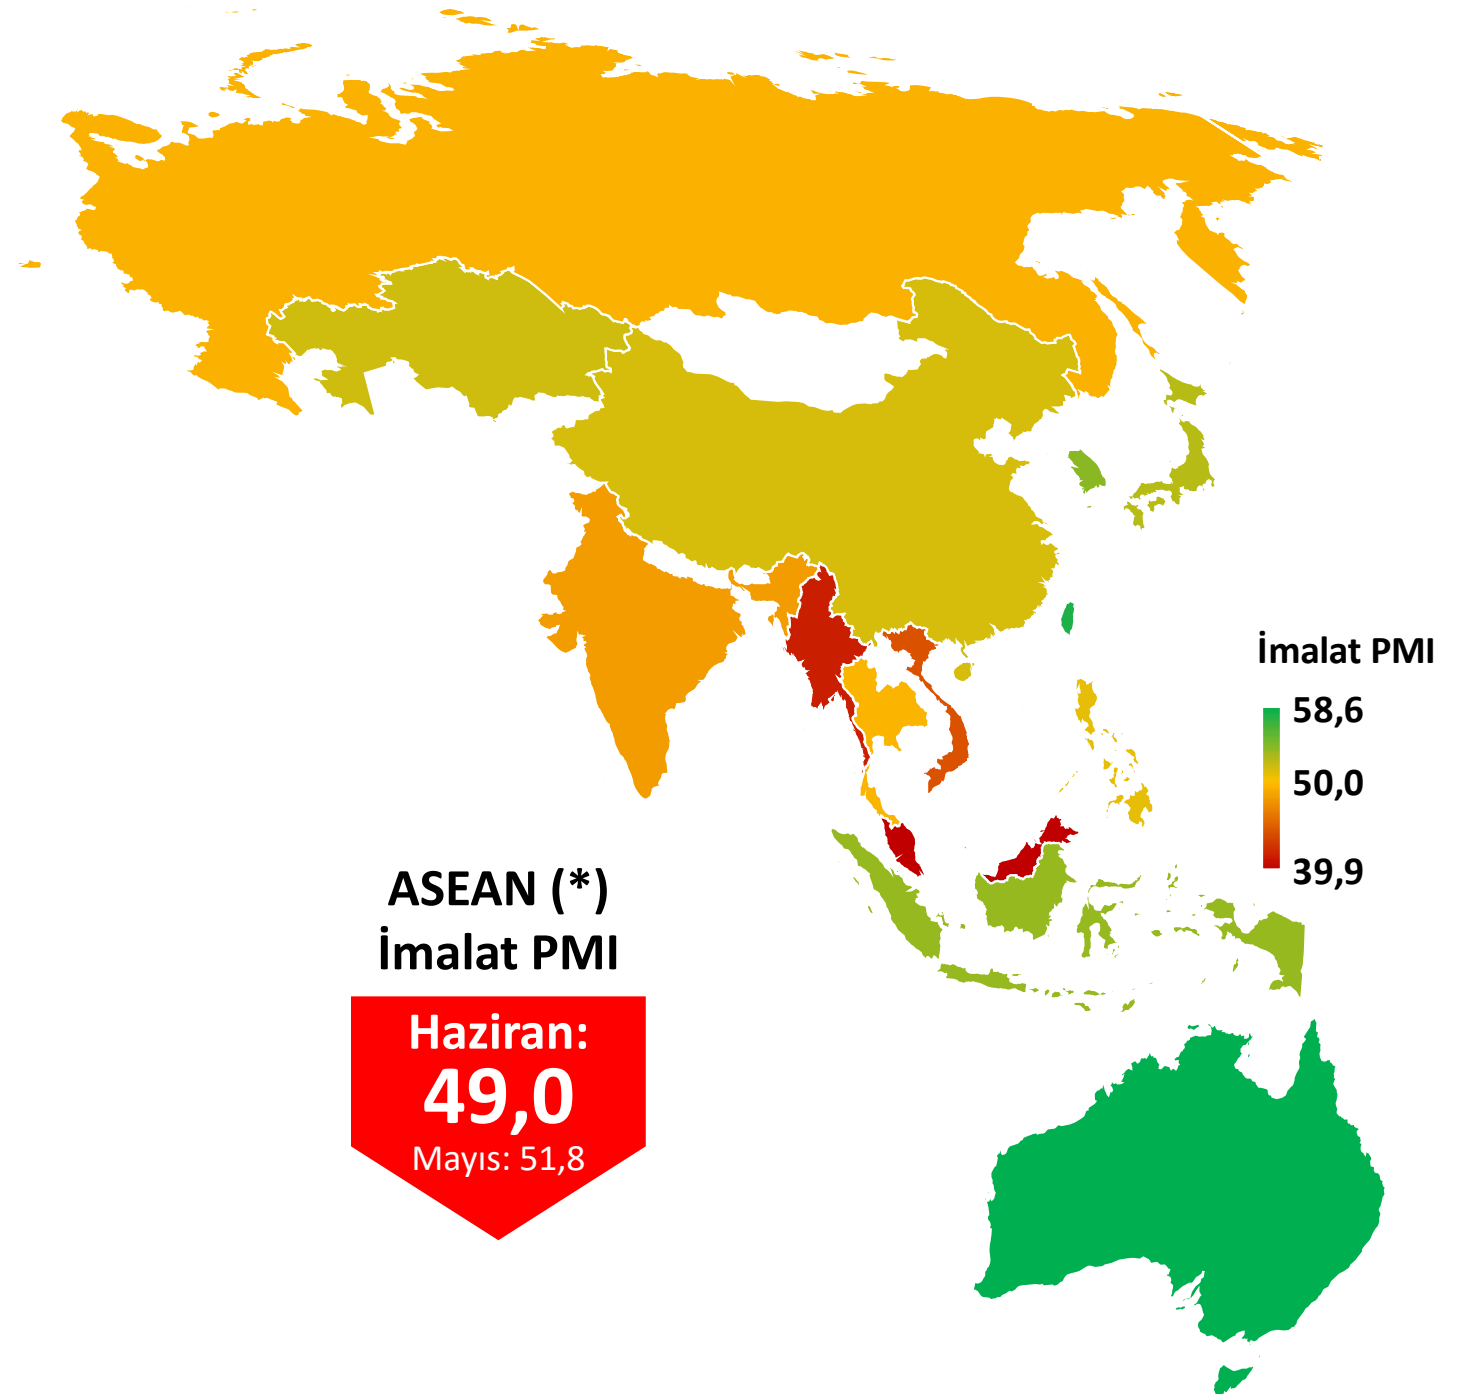 İmalat PMI
58,6
50,0
39,9
ASEAN (*)
İmalat PMI
Haziran:
49,0
Mayıs: 51,8